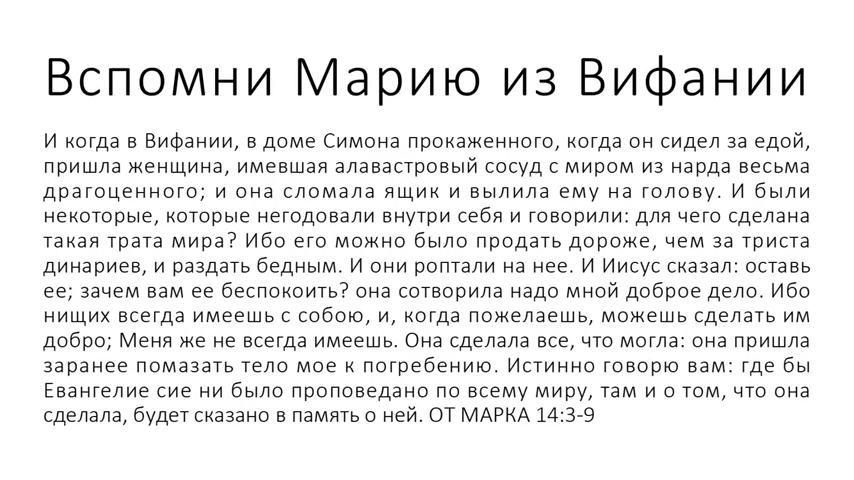 Вспомни Марию из Вифании
И когда в Вифании, в доме Симона прокаженного, когда он сидел за едой,
пришла женщина, имевшая алавастровый сосуд с миром из нарда весьма
драгоценного; и она сломала ящик и вылила ему на голову. И были
некоторые, которые негодовали внутри себя и говорили: для чего сделана
такая трата мира? Ибо его можно было продать дороже, чем за триста
динариев, и раздать бедным. И они роптали на нее. И Иисус сказал: оставь
ее; зачем вам ее беспокоить? она сотворила надо мной доброе дело. Ибо
нищих всегда имеешь с собою, и, когда пожелаешь, можешь сделать им
добро; Меня же не всегда имеешь. Она сделала все, что могла: она пришла
заранее помазать тело мое к погребению. Истинно говорю вам: где бы
Евангелие сие ни было проповедано по всему миру, там и о том, что она
сделала, будет сказано в память о ней. ОТ МАРКА 14:3-9